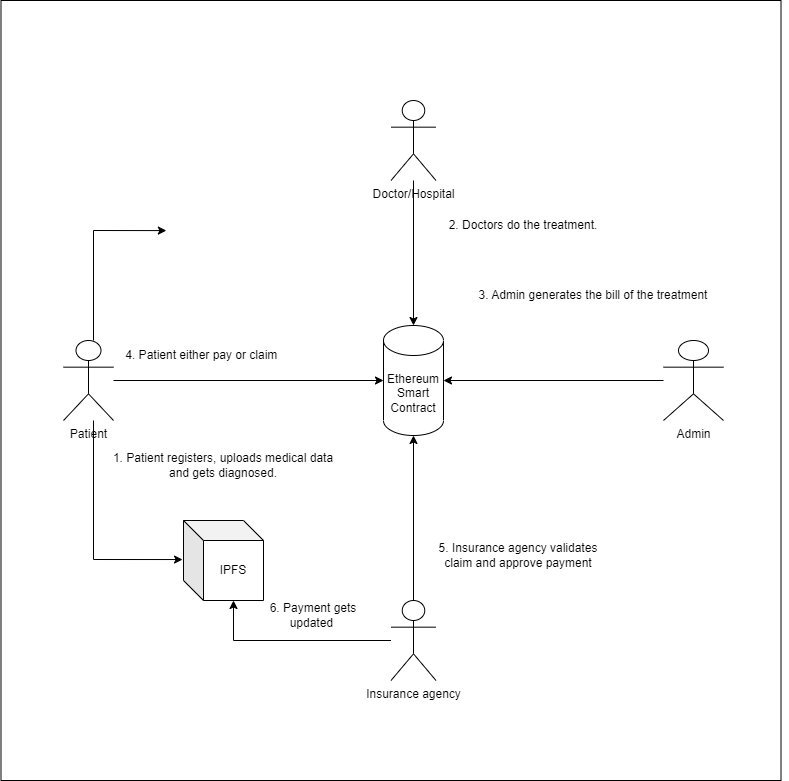 Doctor/Hospital
2. Doctors do the treatment.
3. Admin generates the bill of the treatment
4. Patient either pay or claim
Ethereum
Smart
Contract
Patient
Admin
1. Patient registers, uploads medical data
and gets diagnosed.
5. Insurance agency validates
claim and approve payment
IPFS
6. Payment gets
updated
Insurance agency